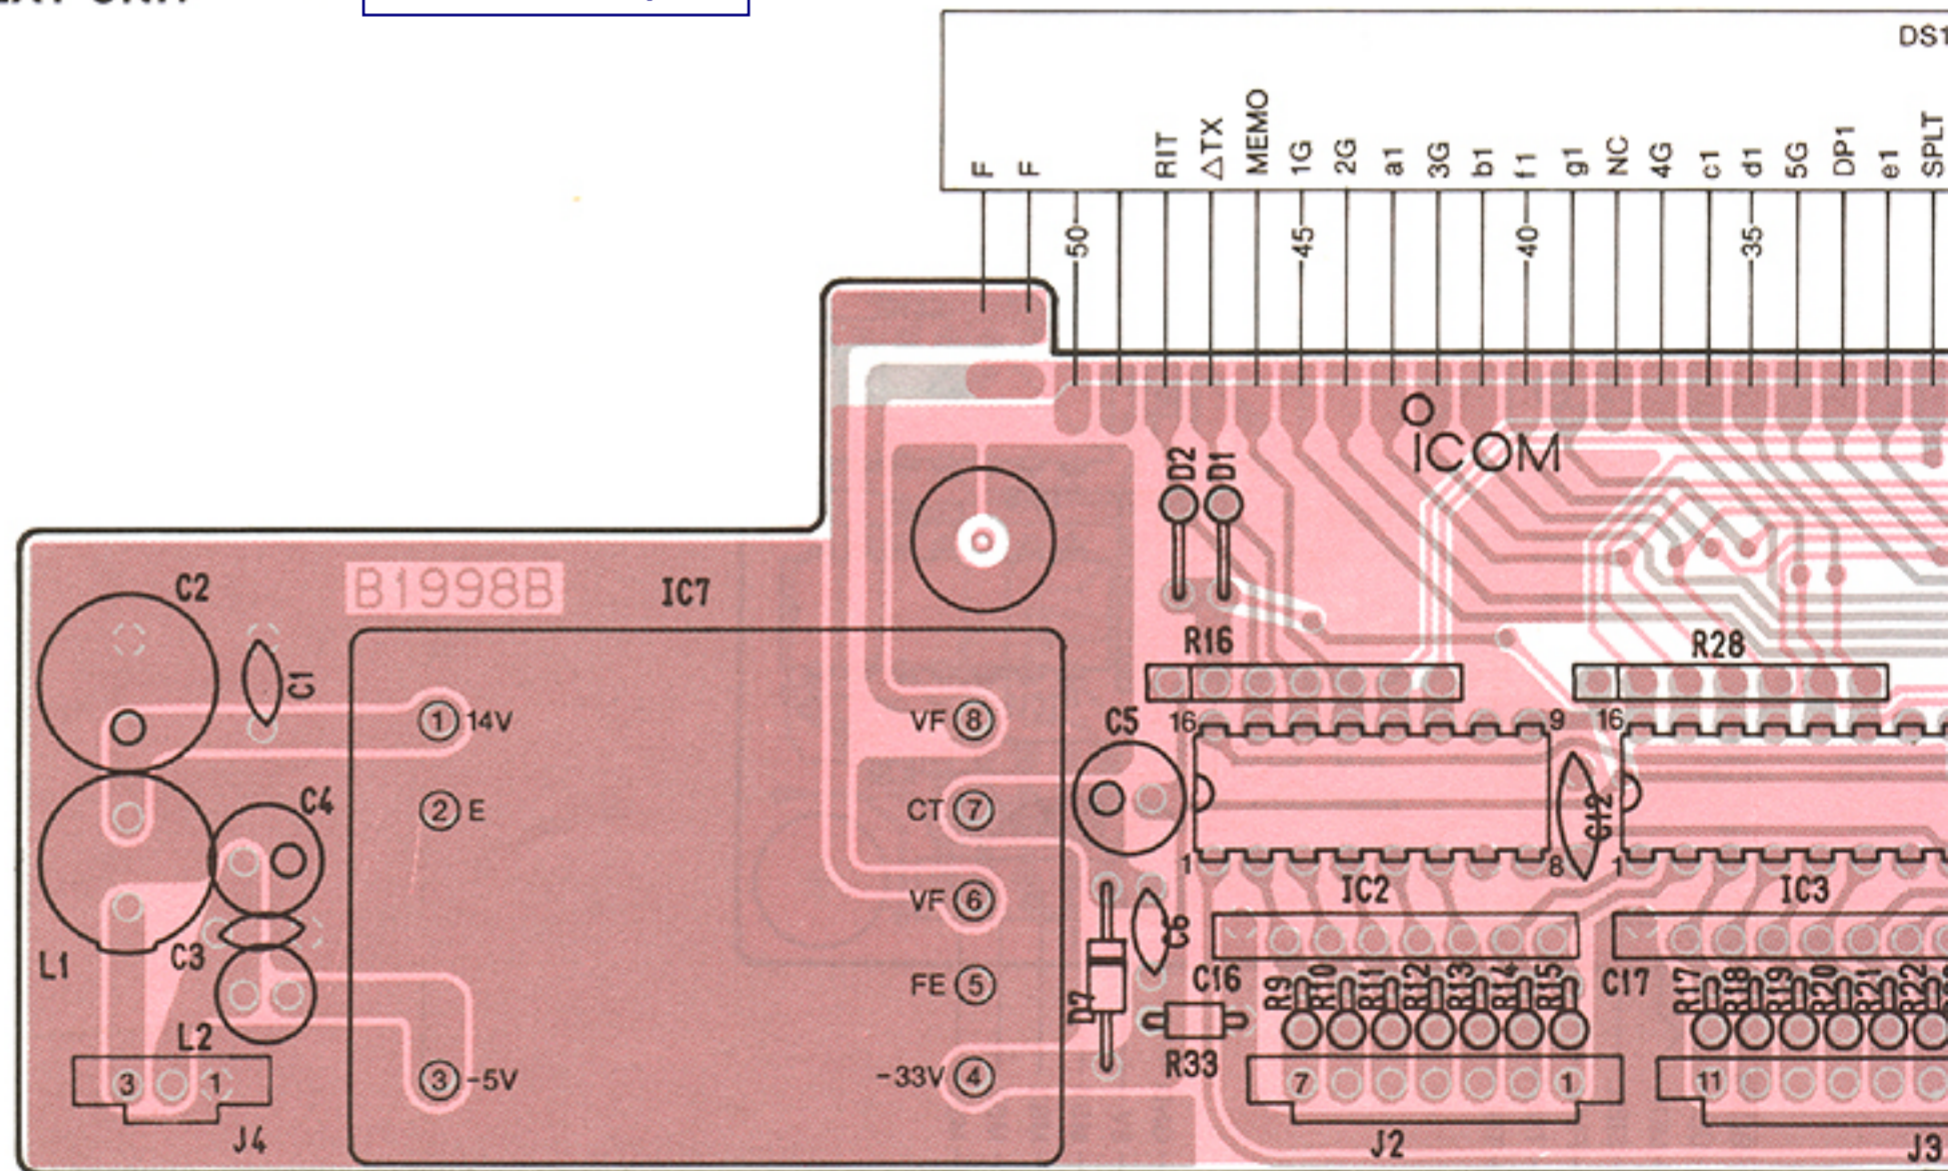 DS1
F
F
RIT
△TX
MEMO
1G
2G
a1
3G
b1
f1
g1
NC
4G
c1
d1
5G
DP1
e1
SPLT
50
45
40
35
ICOM
D2
D1
C2
B1998B
IC7
C1
R16
R28
1 14V
VF 8
C5
16
9
16
C4
2 E
CT 7
C12
1
8
1
IC2
IC3
VF 6
C6
L1
C3
FE 5
D7
C16
R9
R10
R11
R12
R13
R14
R15
C17
R17
R18
R19
R20
R21
R22
L2
R33
3
1
3 -5V
-33V 4
7
1
11
J4
J2
J3